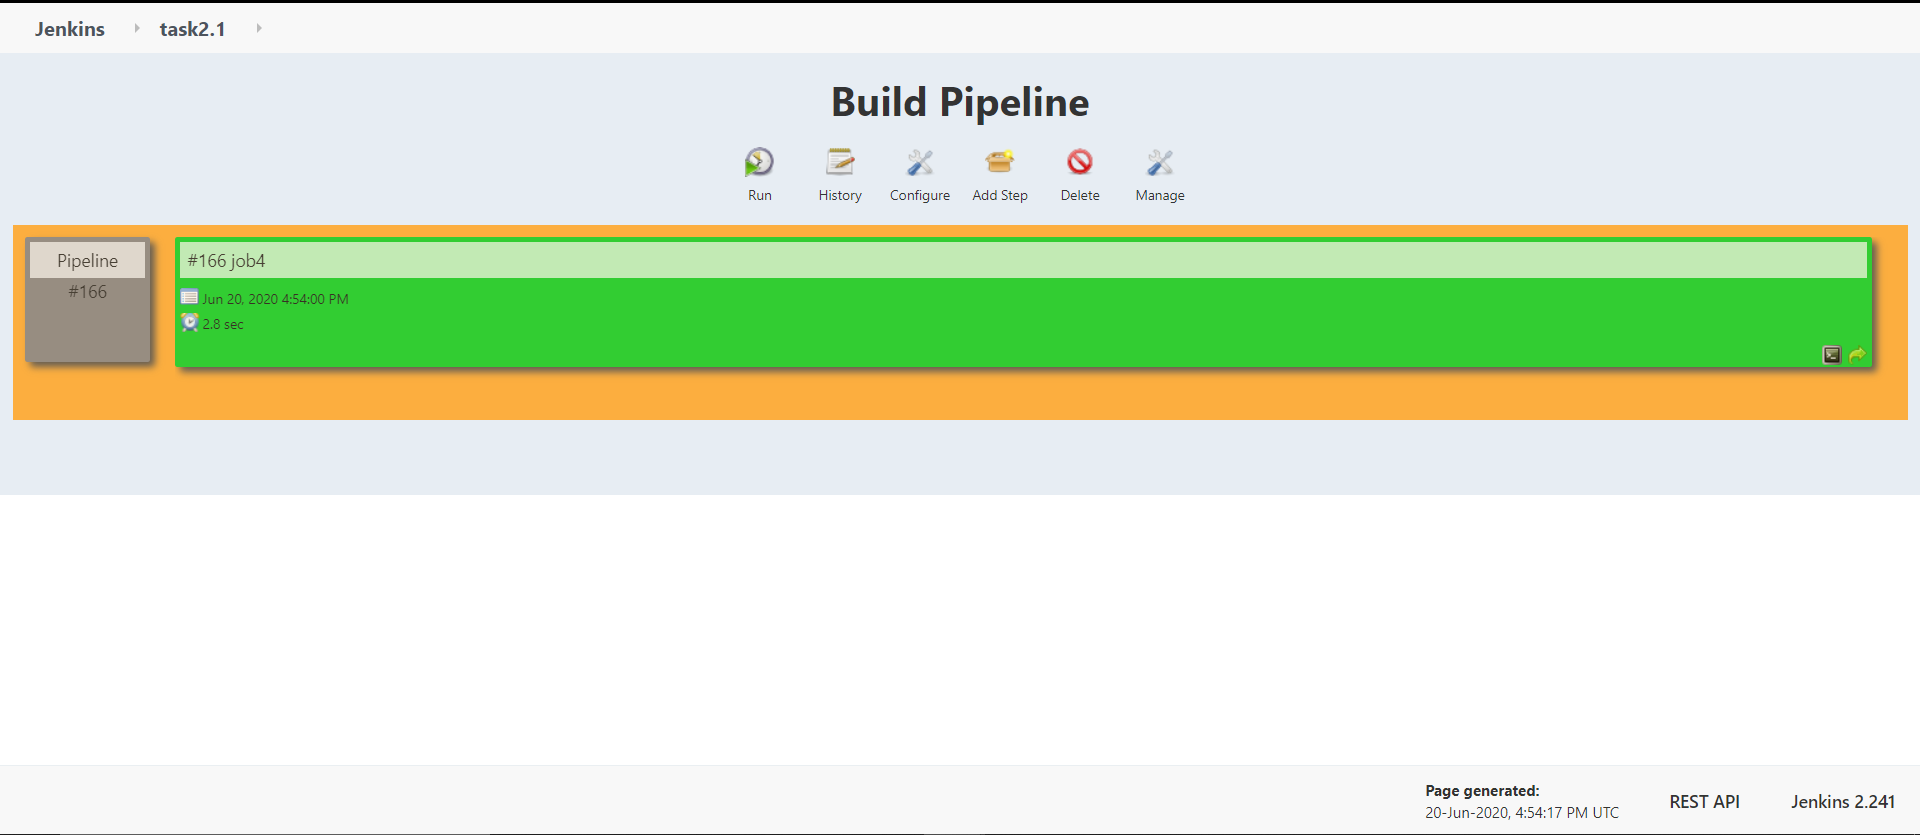 Jenkins task2.1
Build Pipeline
Run History Configure Add Step Delete Manage
Pipeline
#166
#166 job4
Jun 20, 2020 4:54:00 PM
2.8 sec
Page generated:
20-Jun-2020, 4:54:17 PM UTC
REST API
Jenkins 2.241